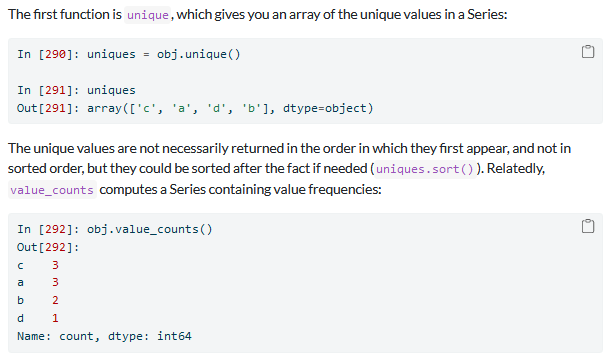 The first function is unique, which gives you an array of the unique values in a Series:
In [290]: uniques = obj.unique()
In [291]: uniques
Out[291]: array(['c', 'a', 'd', 'b'], dtype=object)
The unique values are not necessarily returned in the order in which they first appear, and not in
sorted order, but they could be sorted after the fact if needed (uniques.sort()). Relatedly,
value_counts computes a Series containing value frequencies:
In [292]: obj.value_counts()
Out[292]:
c    3
a    3
b    2
d    1
Name: count, dtype: int64